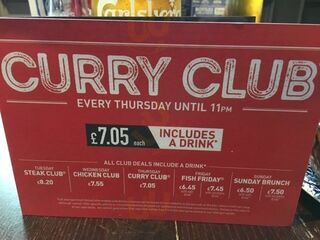 Carlsberg
CURRY CLUB
EVERY THURSDAY UNTIL 11PM
£7.05 each INCLUDES A DRINK*
ALL CLUB DEALS INCLUDE A DRINK*
TUESDAY
STEAK CLUB®
£8.20
WEDNESDAY
CHICKEN CLUB
£7.55
THURSDAY
CURRY CLUB®
£7.05
FRIDAY
FISH FRIDAY®
£6.45 £7.45
SUNDAY
SUNDAY BRUNCH
£6.50 £7.50